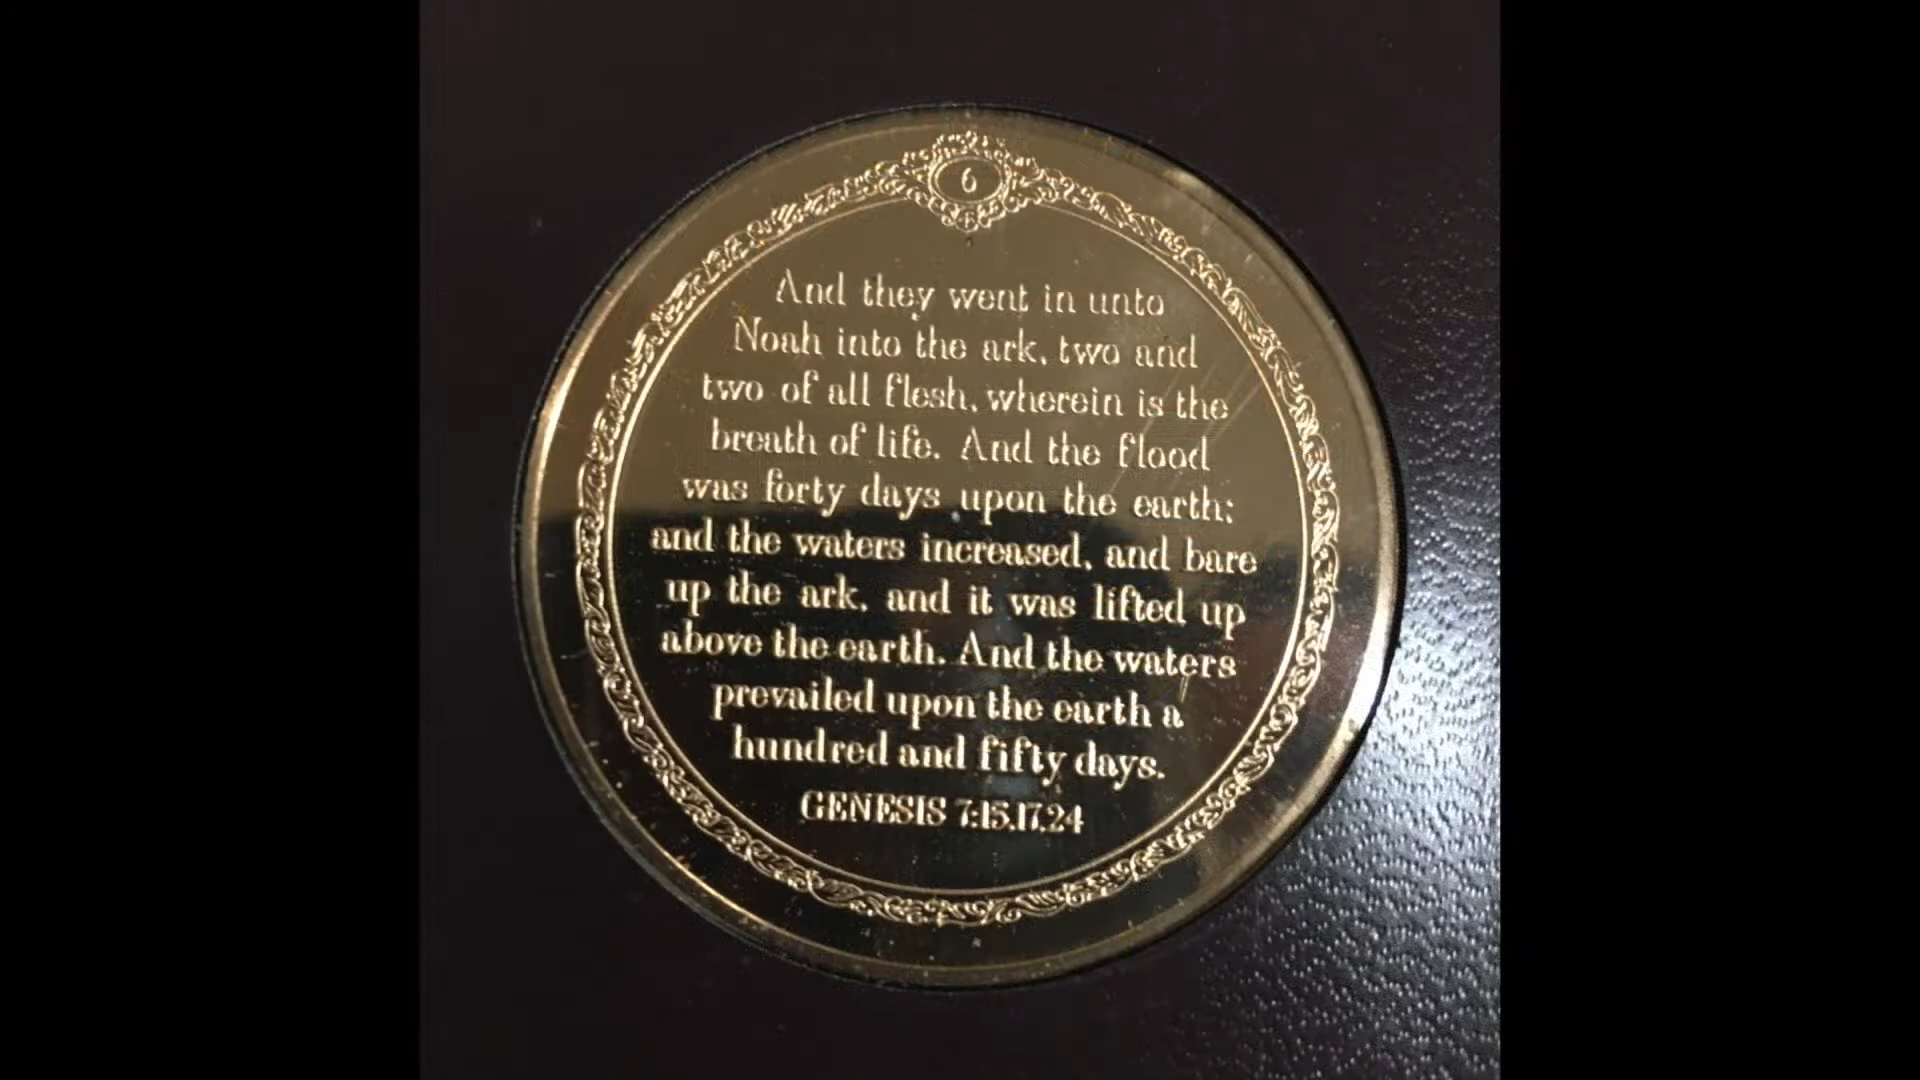 6
And they went in unto
Noah into the ark, two and
two of all flesh, wherein is the
breath of life. And the flood
was forty days upon the earth;
and the waters increased, and bare
up the ark, and it was lifted up
above the earth. And the waters
prevailed upon the earth a
hundred and fifty days.
GENESIS 7:15,17,24